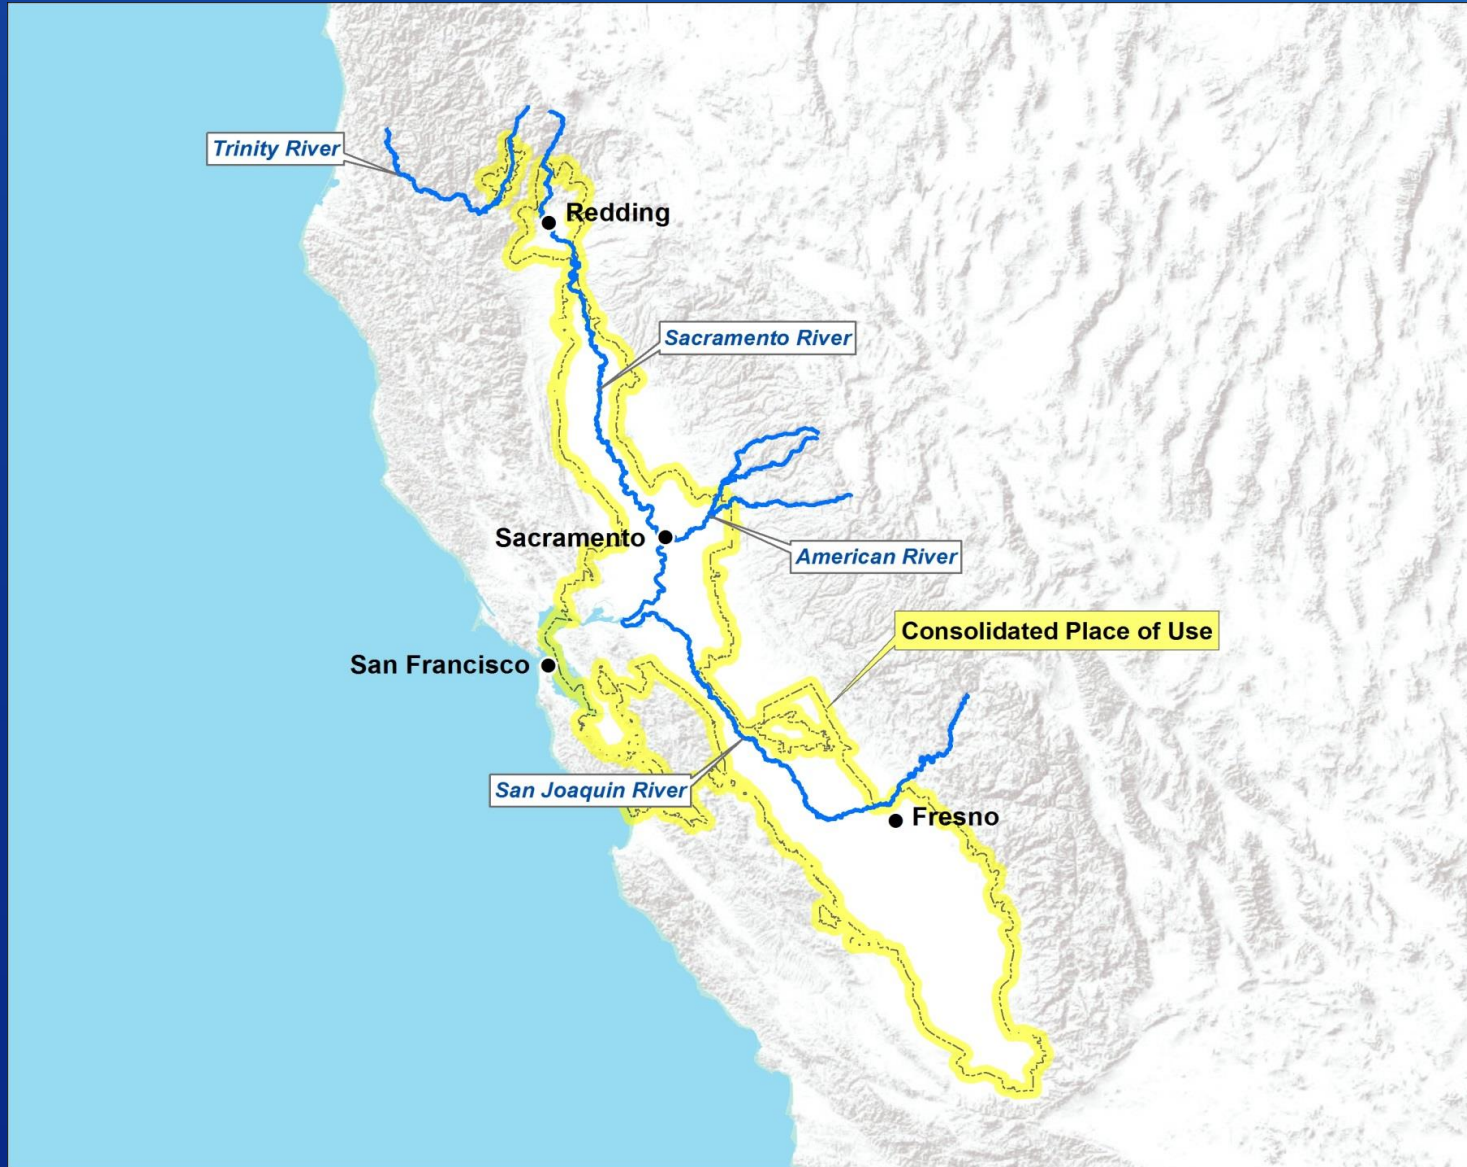 Trinity River
Redding
Sacramento River
Sacramento
American River
Consolidated Place of Use
San Francisco
San Joaquin River
Fresno